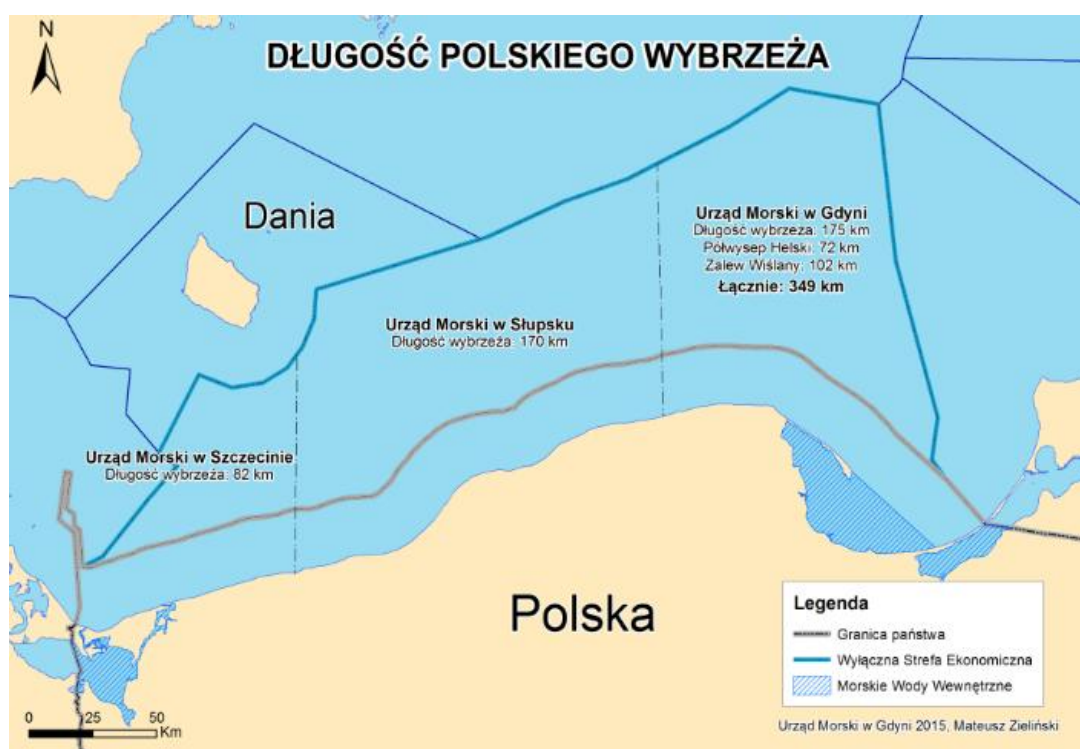 N
DŁUGOŚĆ POLSKIEGO WYBRZEŻA
Dania
Urząd Morski w Gdyni
Długość wybrzeża: 175 km
Półwysep Helski: 72 km
Zalew Wiślany: 102 km
Łącznie: 349 km
Urząd Morski w Słupsku
Długość wybrzeża: 170 km
Urząd Morski w Szczecinie
Długość wybrzeża: 82 km
Polska
Legenda
Granica państwa
Wyłączna Strefa Ekonomiczna
Morskie Wody Wewnętrzne
0 25 50
Km
Urząd Morski w Gdyni 2015, Mateusz Zieliński